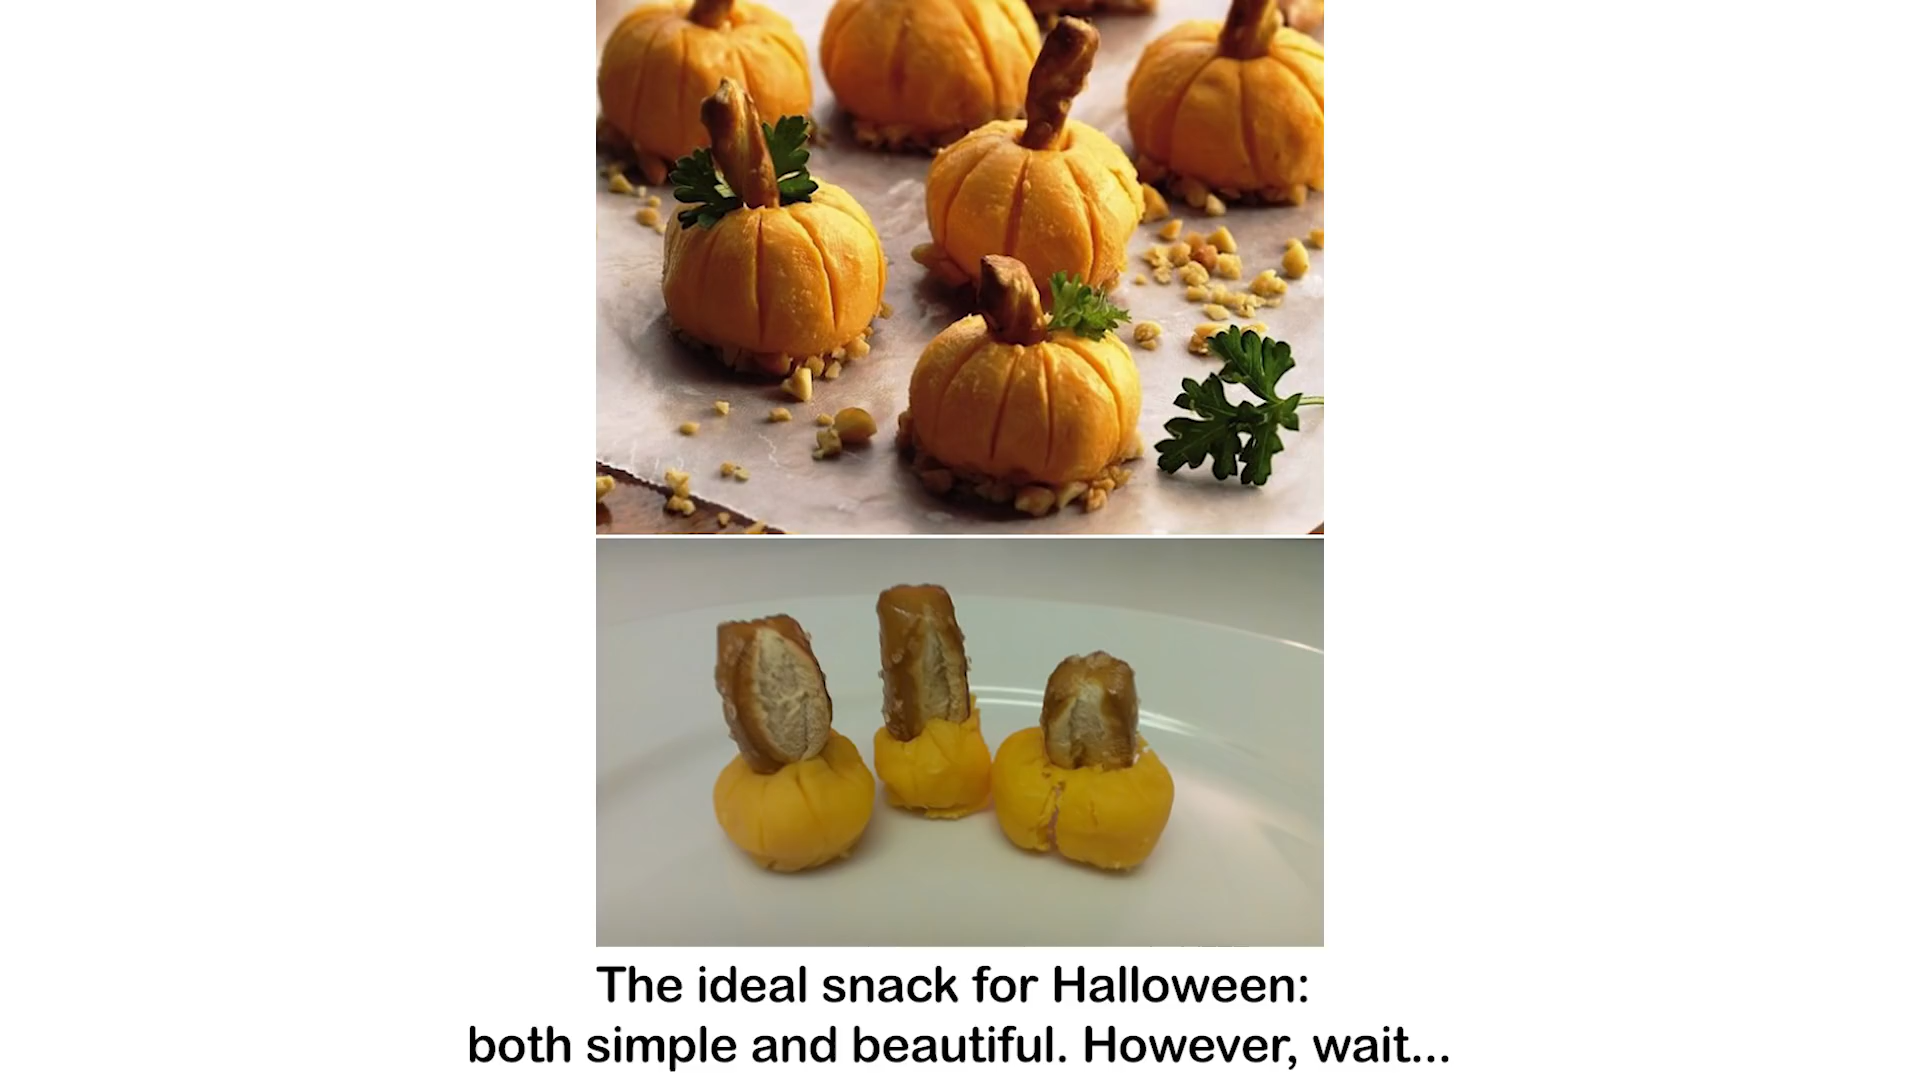 The ideal snack for Halloween:
both simple and beautiful. However, wait...